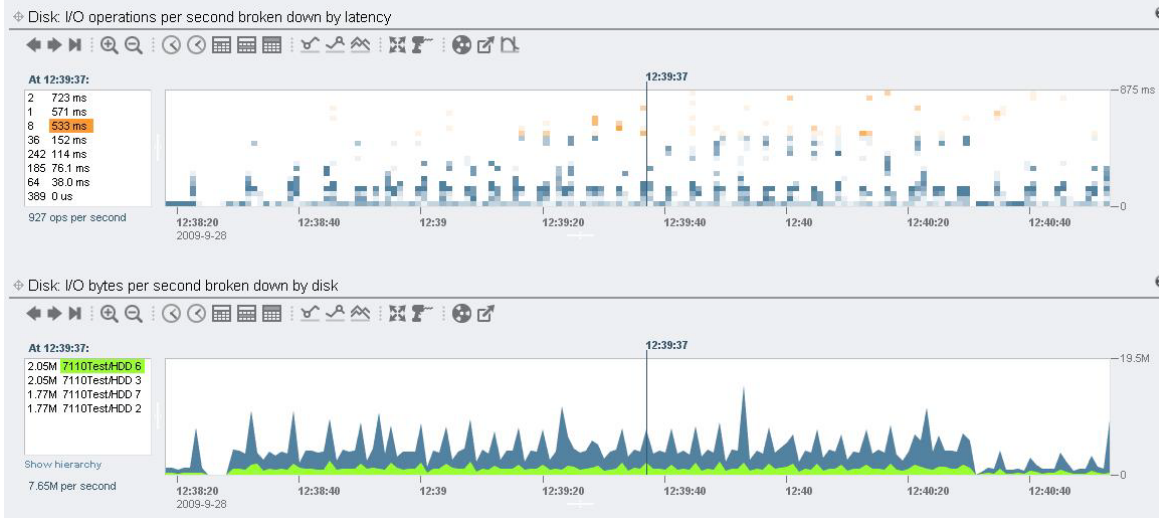 Disk: I/O operations per second broken down by latency
At 12:39:37:
12:39:37
2 723 ms
1 571 ms
8 533 ms
36 152 ms
242 114 ms
185 76.1 ms
64 38.0 ms
389 0 us
927 ops per second
875 ms
0
12:38:20 12:38:40 12:39 12:39:20 12:39:40 12:40 12:40:20 12:40:40
2009-9-28
Disk: I/O bytes per second broken down by disk
At 12:39:37:
12:39:37
2.05M 7110Test/HDD 6
2.05M 7110Test/HDD 3
1.77M 7110Test/HDD 7
1.77M 7110Test/HDD 2
Show hierarchy
7.65M per second
19.5M
0
12:38:20 12:38:40 12:39 12:39:20 12:39:40 12:40 12:40:20 12:40:40
2009-9-28